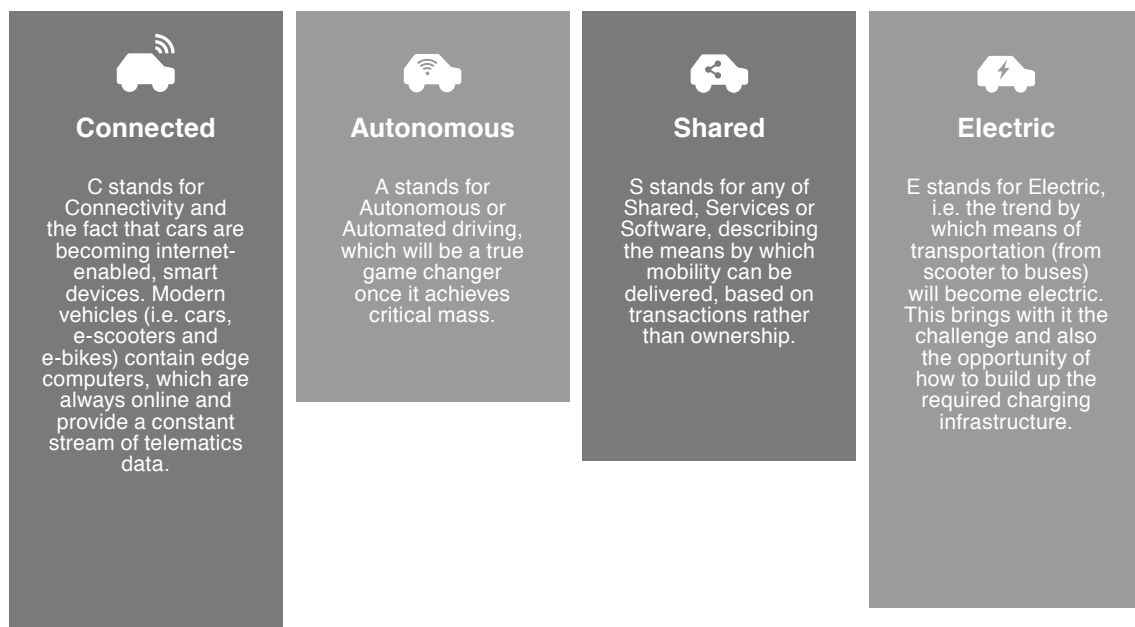 Connected
C stands for
Connectivity and
the fact that cars are
becoming internet-
enabled, smart
devices. Modern
vehicles (i.e. cars,
e-scooters and
e-bikes) contain edge
computers, which are
always online and
provide a constant
stream of telematics
data.
Autonomous
A stands for
Autonomous or
Automated driving,
which will be a true
game changer
once it achieves
critical mass.
Shared
S stands for any of
Shared, Services or
Software, describing
the means by which
mobility can be
delivered, based on
transactions rather
than ownership.
Electric
E stands for Electric,
i.e. the trend by
which means of
transportation (from
scooter to buses)
will become electric.
This brings with it the
challenge and also
the opportunity of
how to build up the
required charging
infrastructure.